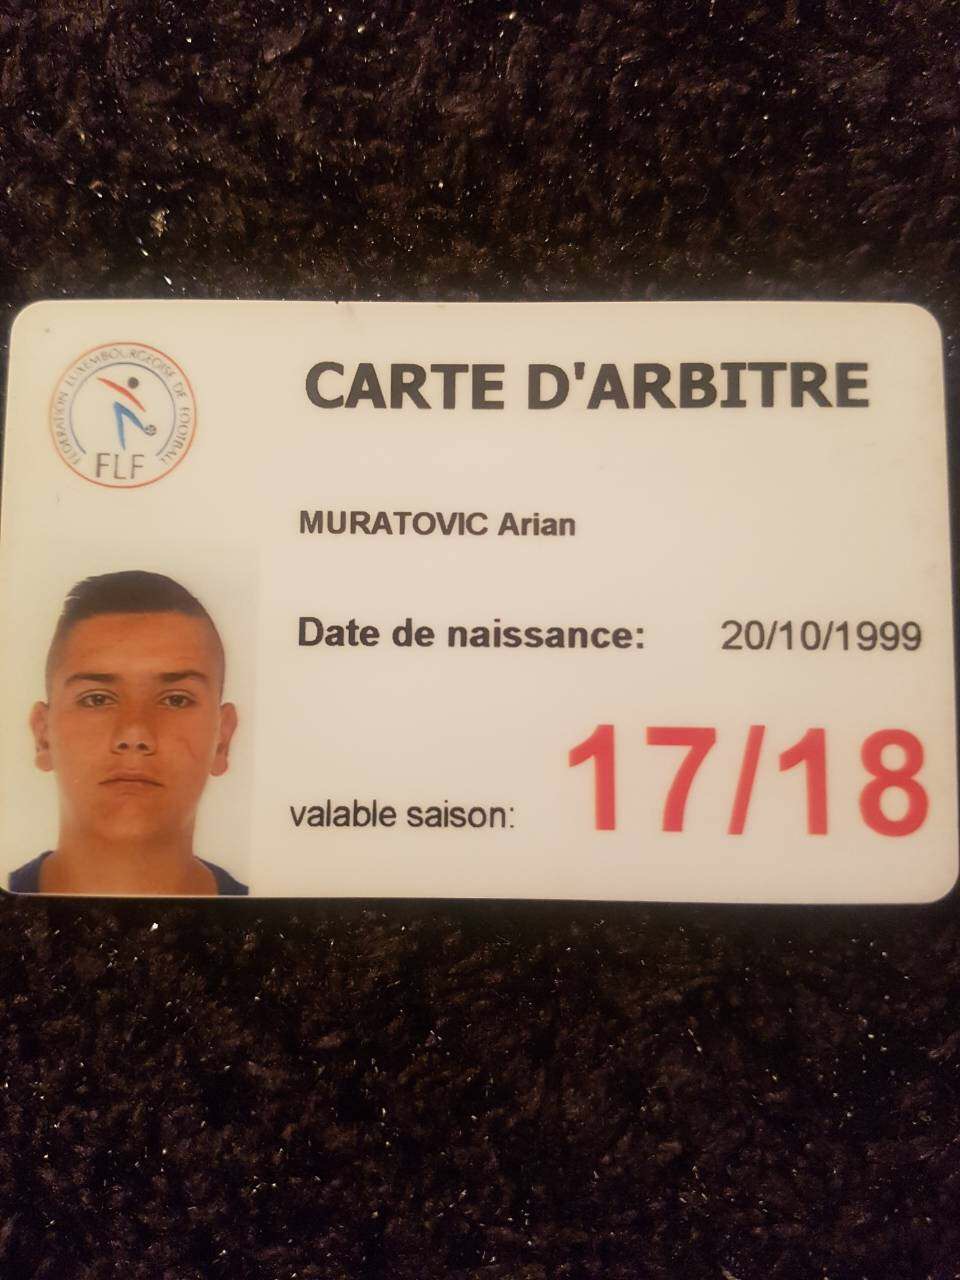 FEDERATION LUXEMBOURGEOISE DE FOOTBALL
FLF
CARTE D'ARBITRE
MURATOVIC Arian
Date de naissance: 20/10/1999
valable saison: 17/18